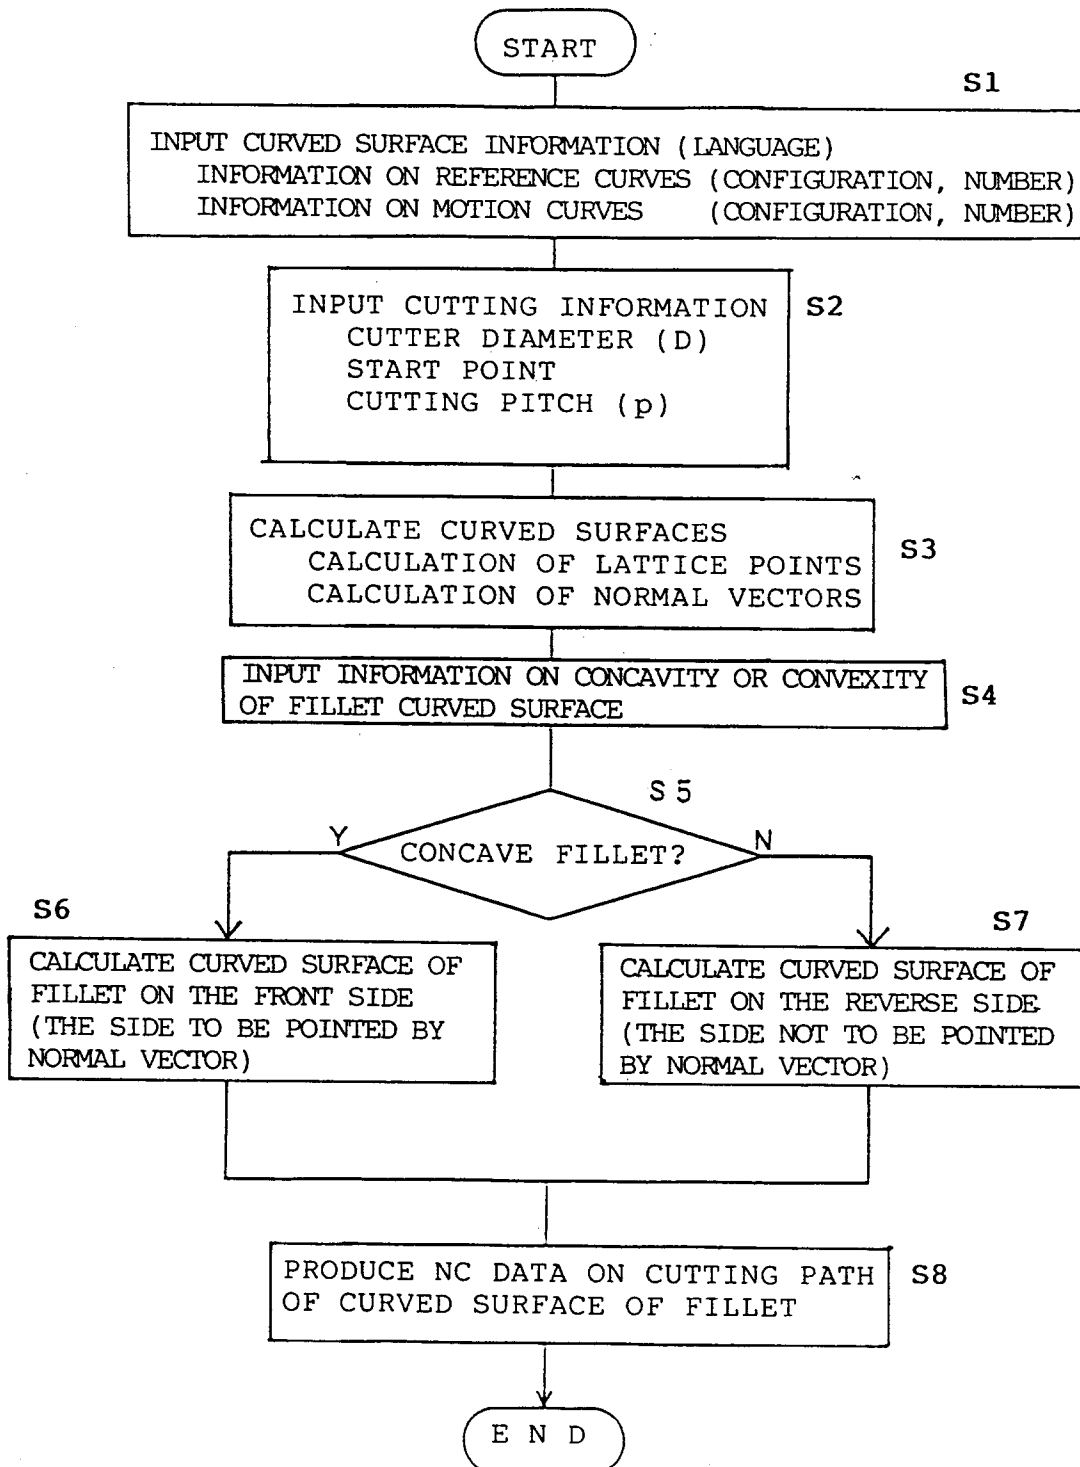 START
S1
INPUT CURVED SURFACE INFORMATION (LANGUAGE)
INFORMATION ON REFERENCE CURVES (CONFIGURATION, NUMBER)
INFORMATION ON MOTION CURVES (CONFIGURATION, NUMBER)
INPUT CUTTING INFORMATION
S2
CUTTER DIAMETER (D)
START POINT
CUTTING PITCH (p)
CALCULATE CURVED SURFACES
S3
CALCULATION OF LATTICE POINTS
CALCULATION OF NORMAL VECTORS
INPUT INFORMATION ON CONCAVITY OR CONVEXITY
S4
OF FILLET CURVED SURFACE
S5
Y
CONCAVE FILLET?
N
S6
CALCULATE CURVED SURFACE OF
FILLET ON THE FRONT SIDE
(THE SIDE TO BE POINTED BY
NORMAL VECTOR)
S7
CALCULATE CURVED SURFACE OF
FILLET ON THE REVERSE SIDE
(THE SIDE NOT TO BE POINTED
BY NORMAL VECTOR)
PRODUCE NC DATA ON CUTTING PATH
S8
OF CURVED SURFACE OF FILLET
END